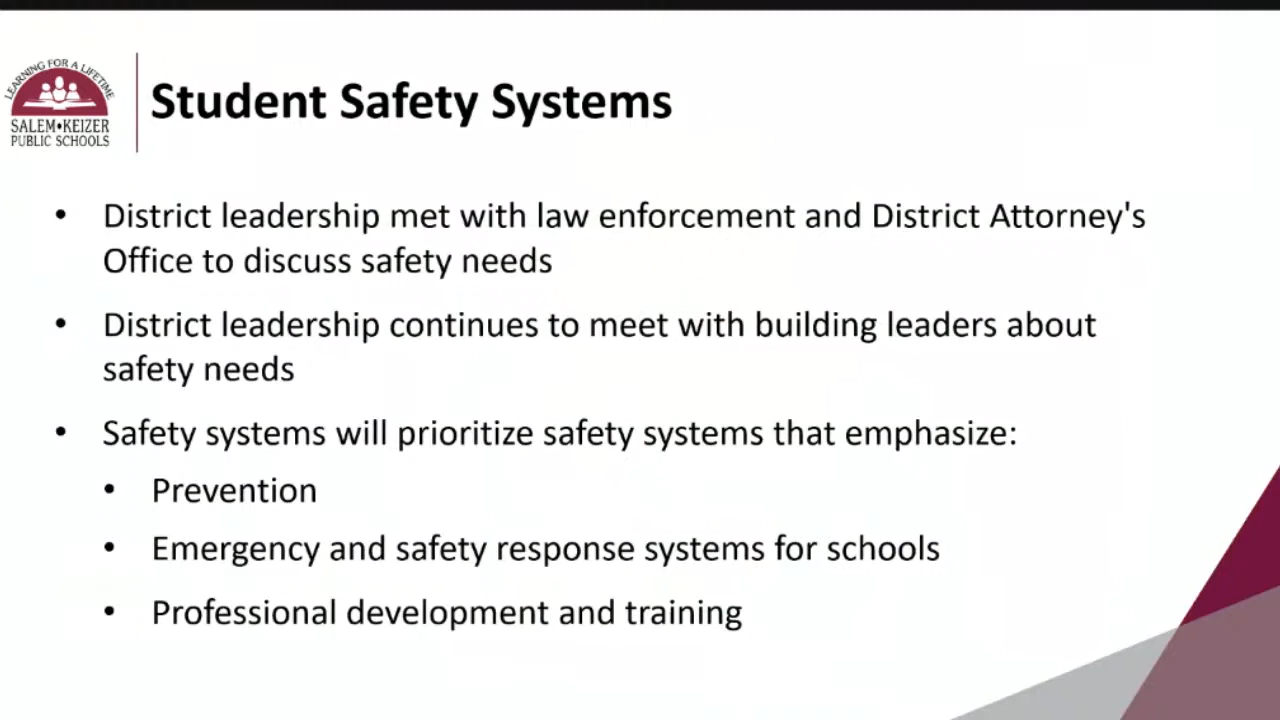 LEARNING FOR A LIFETIME
SALEM•KEIZER
PUBLIC SCHOOLS
Student Safety Systems
• District leadership met with law enforcement and District Attorney's
Office to discuss safety needs
• District leadership continues to meet with building leaders about
safety needs
• Safety systems will prioritize safety systems that emphasize:
• Prevention
• Emergency and safety response systems for schools
• Professional development and training